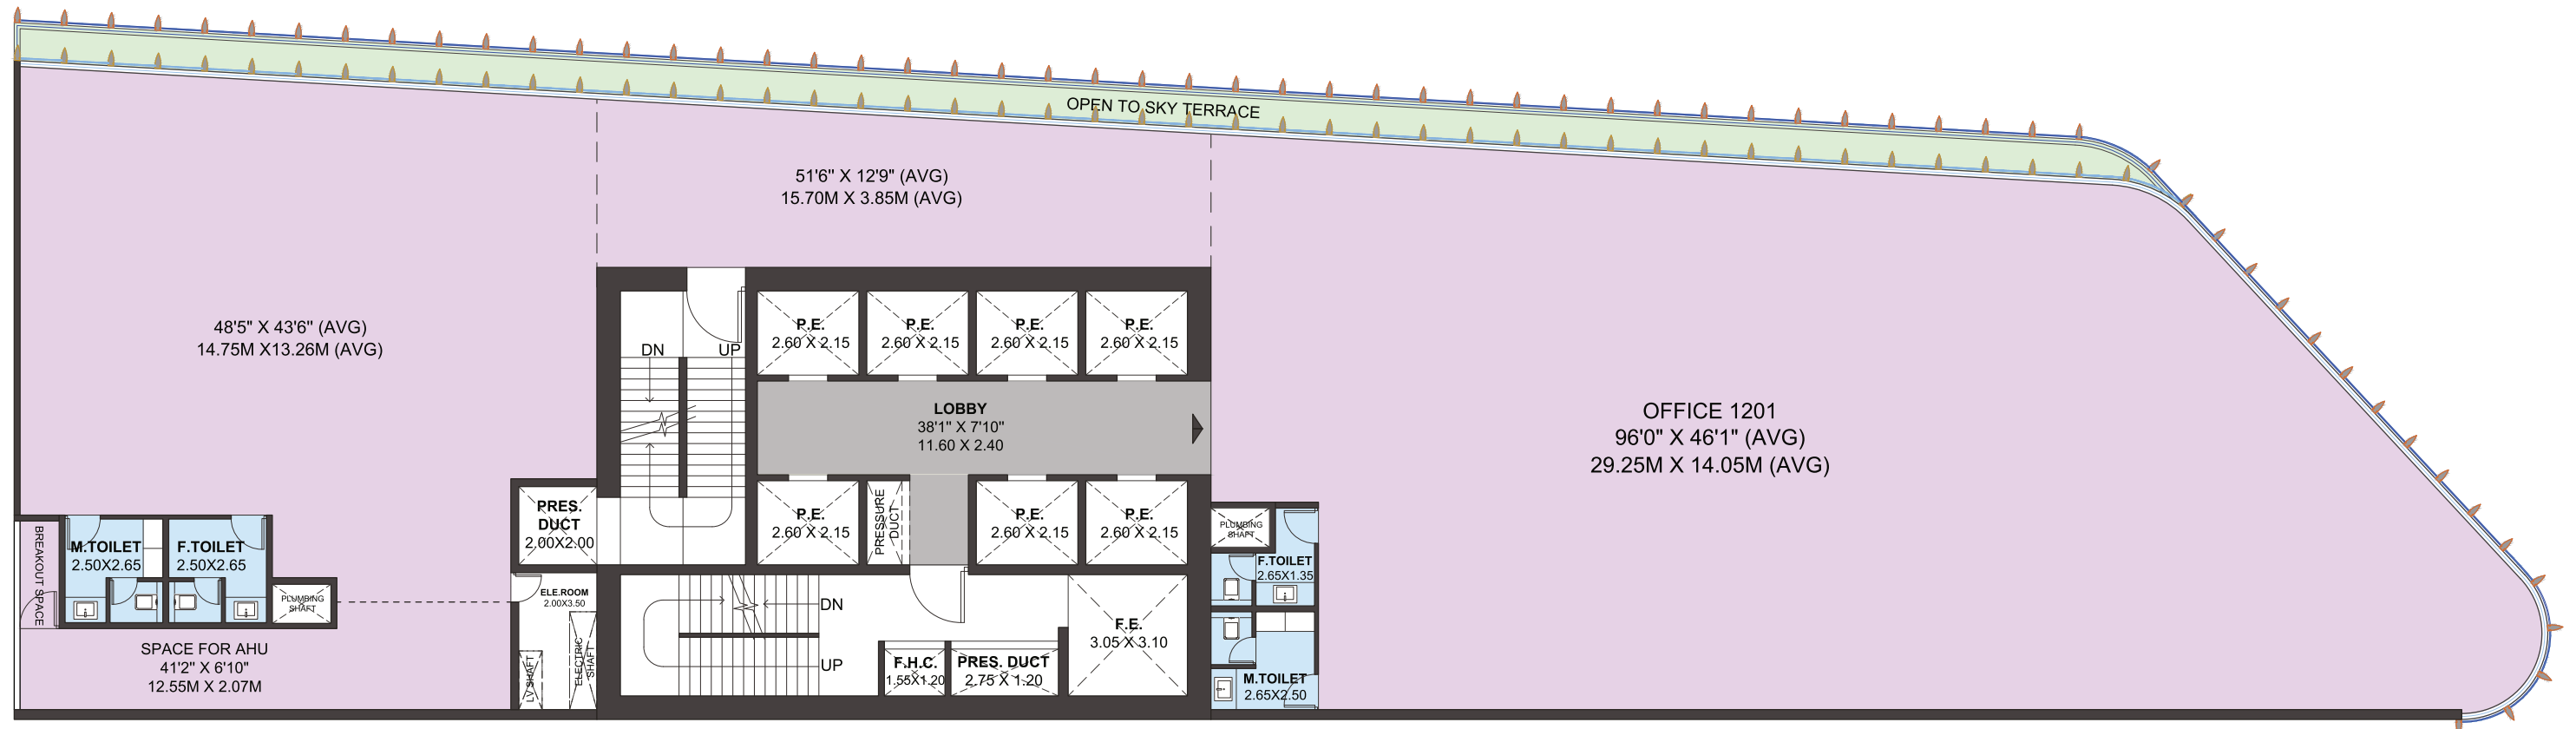 OPEN TO SKY TERRACE
51'6" X 12'9" (AVG)
15.70M X 3.85M (AVG)
48'5" X 43'6" (AVG)
14.75M X13.26M (AVG)
DN
UP
P.E.
2.60 X 2.15
P.E.
2.60 X 2.15
P.E.
2.60 X 2.15
P.E.
2.60 X 2.15
LOBBY
38'1" X 7'10"
11.60 X 2.40
OFFICE 1201
96'0" X 46'1" (AVG)
29.25M X 14.05M (AVG)
PRES.
DUCT
2.00X2.00
P.E.
2.60 X 2.15
PRESSURE
DUCT
P.E.
2.60 X 2.15
P.E.
2.60 X 2.15
PLUMBING
SHAFT
BREAKOUT SPACE
M.TOILET
2.50X2.65
F.TOILET
2.50X2.65
PLUMBING
SHAFT
ELE.ROOM
2.00X3.50
F.TOILET
2.65X1.35
DN
UP
F.E.
3.05 X 3.10
SPACE FOR AHU
41'2" X 6'10"
12.55M X 2.07M
LV SHAFT
ELECTRIC
SHAFT
F.H.C.
1.55X1.20
PRES. DUCT
2.75 X 1.20
M.TOILET
2.65X2.50